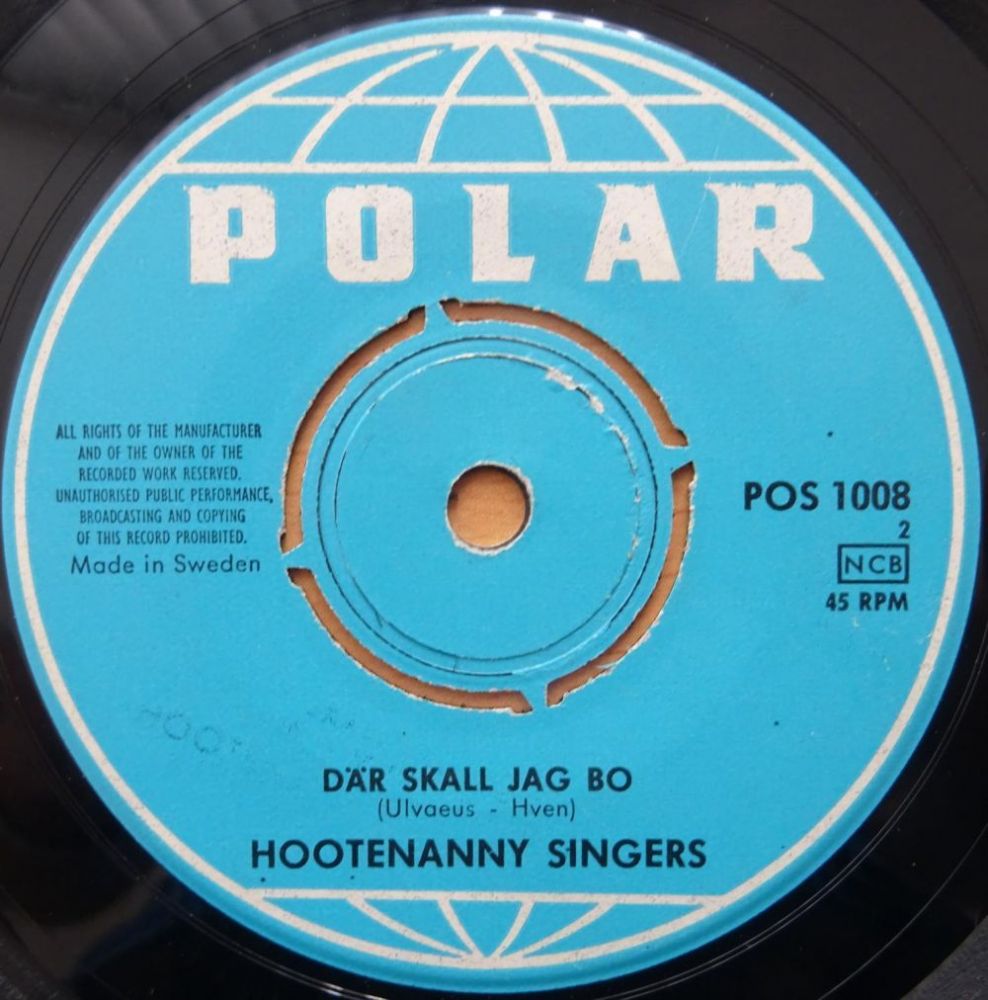 POLAR
ALL RIGHTS OF THE MANUFACTURER
AND OF THE OWNER OF THE
RECORDED WORK RESERVED.
UNAUTHORISED PUBLIC PERFORMANCE,
BROADCASTING AND COPYING
OF THIS RECORD PROHIBITED.
Made in Sweden
POS 1008
2
NCB
45 RPM
DÄR SKALL JAG BO
(Ulvaeus - Hven)
HOOTENANNY SINGERS